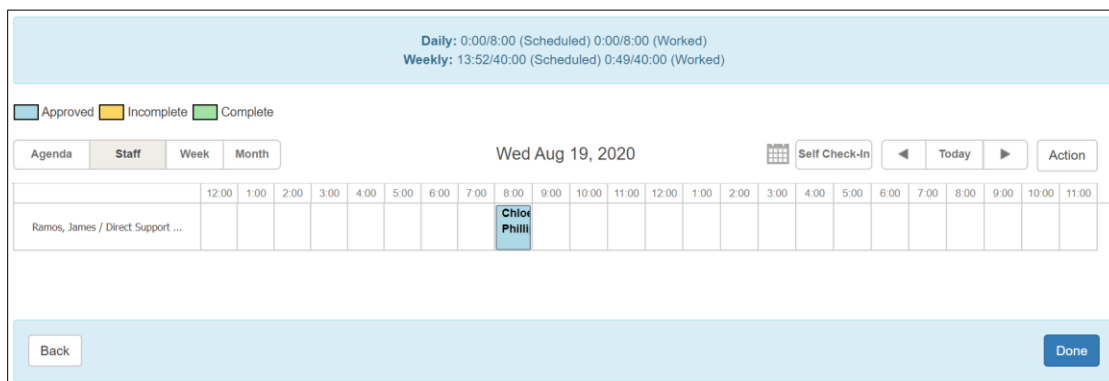 Daily: 0:00/8:00 (Scheduled) 0:00/8:00 (Worked)
Weekly: 13:52/40:00 (Scheduled) 0:49/40:00 (Worked)
Approved Incomplete Complete
Agenda Staff Week Month Wed Aug 19, 2020 Self Check-In Today Action
12:00 1:00 2:00 3:00 4:00 5:00 6:00 7:00 8:00 9:00 10:00 11:00 12:00 1:00 2:00 3:00 4:00 5:00 6:00 7:00 8:00 9:00 10:00 11:00
Ramos, James / Direct Support ...
Chloe
Philli
Back Done